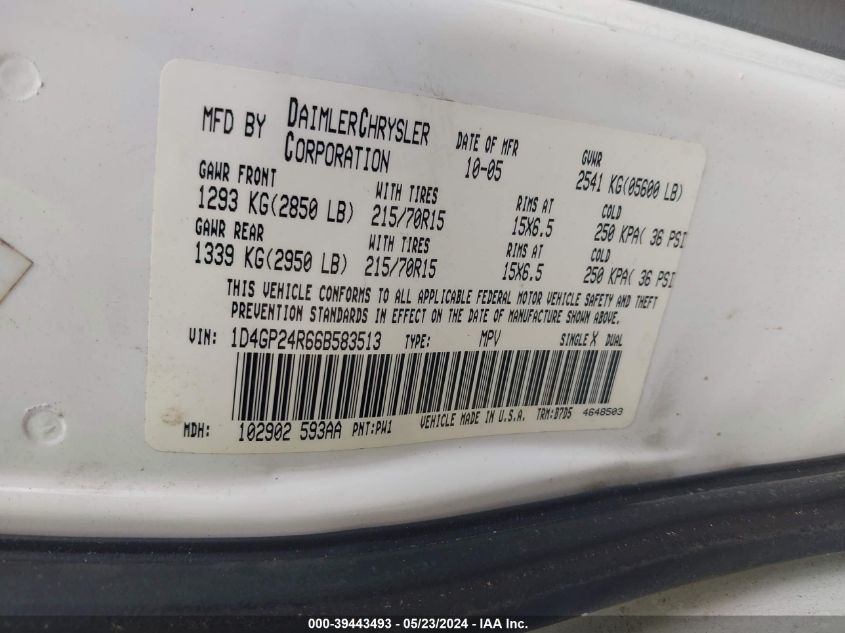 MFD BY DAIMLERCHRYSLER CORPORATION
DATE OF MFR 10-05
GVWR 2541 KG(05600 LB)
GAWR FRONT WITH TIRES RIMS AT COLD
1293 KG(2850 LB) 215/70R15 15X6.5 250 KPA( 36 PSI
GAWR REAR WITH TIRES RIMS AT COLD
1339 KG(2950 LB) 215/70R15 15X6.5 250 KPA( 36 PSI
THIS VEHICLE CONFORMS TO ALL APPLICABLE FEDERAL MOTOR VEHICLE SAFETY AND THEFT
PREVENTION STANDARDS IN EFFECT ON THE DATE OF MANUFACTURE SHOWN ABOVE.
VIN: 1D4GP24R66B583513 TYPE: MPV SINGLE X DUAL
MDH: 102902 593AA PNT:PW1 VEHICLE MADE IN U.S.A. TRM:B7D5 4648503
000-39443493 - 05/23/2024 - IAA Inc.